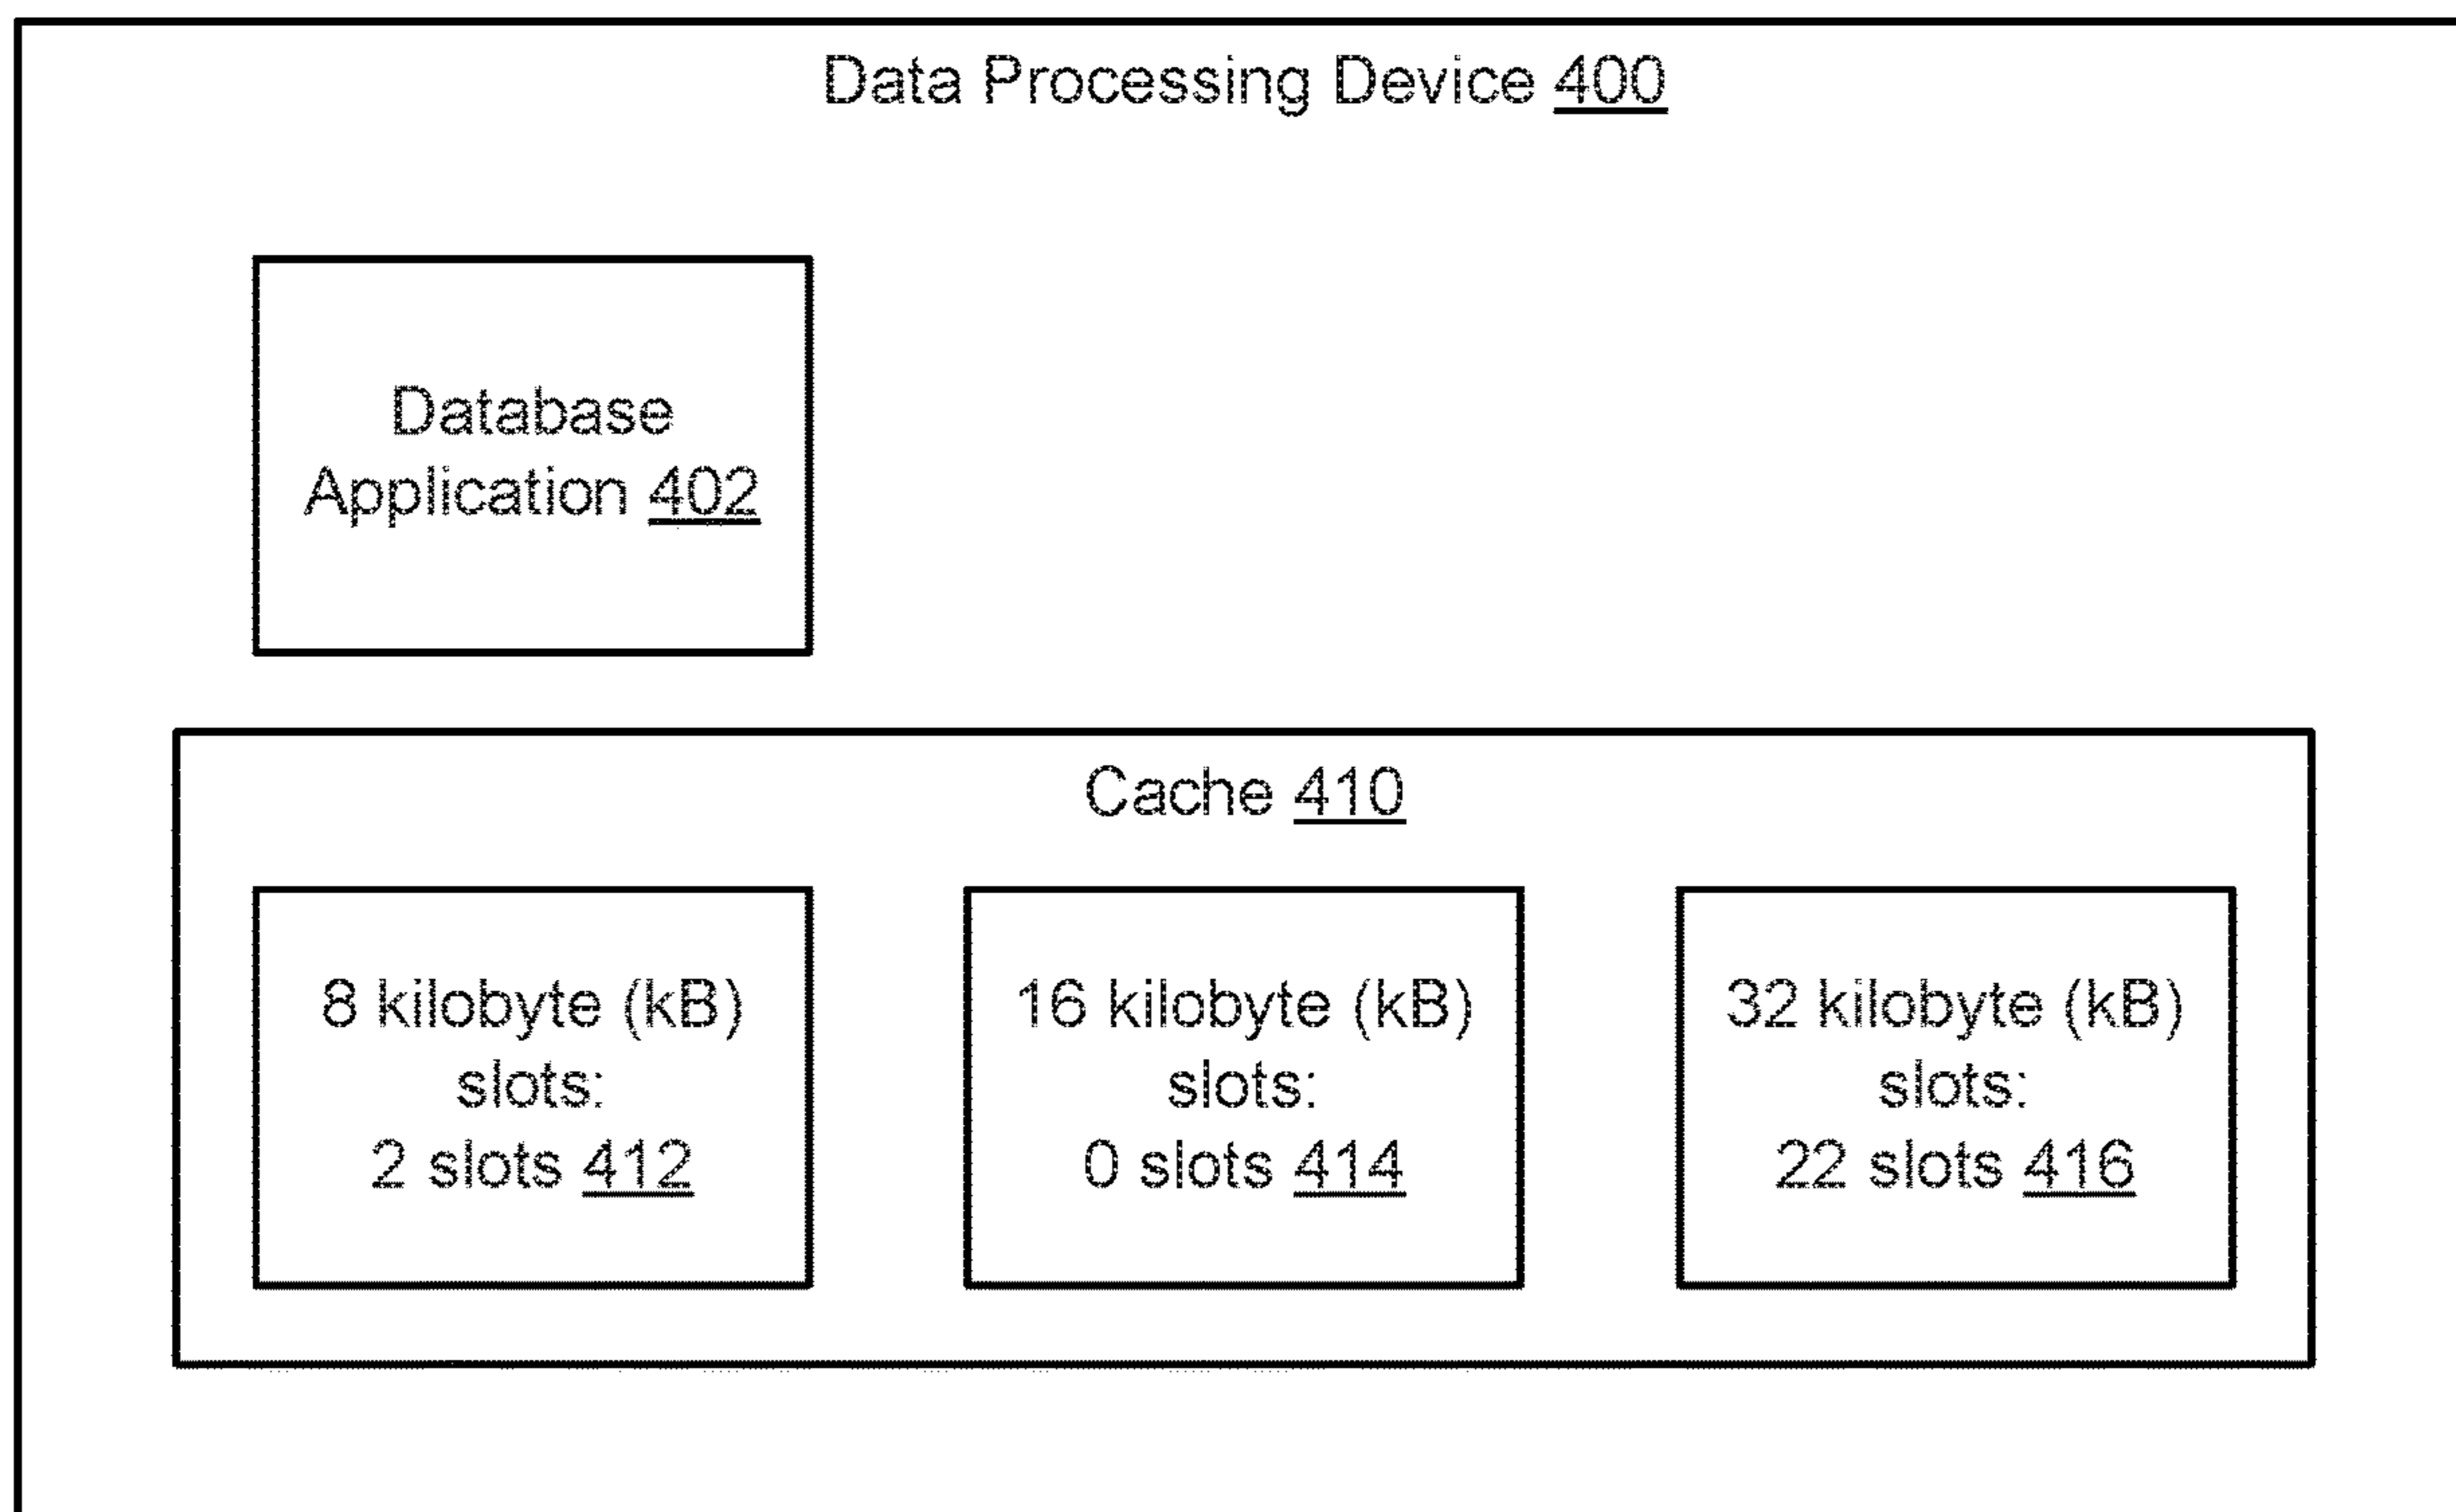 Data Processing Device 400
Database
Application 402
Cache 410
8 kilobyte (kB)
slots:
2 slots 412
16 kilobyte (kB)
slots:
0 slots 414
32 kilobyte (kB)
slots:
22 slots 416